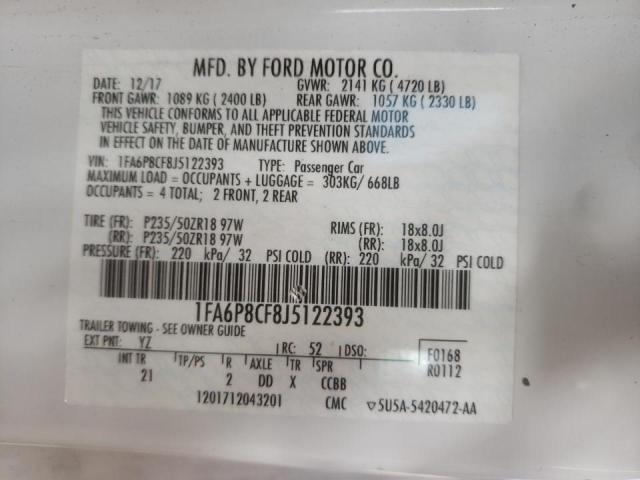 MFD. BY FORD MOTOR CO.
DATE: 12/17 GVWR: 2141 KG ( 4720 LB )
FRONT GAWR: 1089 KG ( 2400 LB ) REAR GAWR: 1057 KG ( 2330 LB )
THIS VEHICLE CONFORMS TO ALL APPLICABLE FEDERAL MOTOR
VEHICLE SAFETY, BUMPER, AND THEFT PREVENTION STANDARDS
IN EFFECT ON THE DATE OF MANUFACTURE SHOWN ABOVE.
VIN: 1FA6P8CF8J5122393 TYPE: Passenger Car
MAXIMUM LOAD = OCCUPANTS + LUGGAGE = 303KG/ 668LB
OCCUPANTS = 4 TOTAL; 2 FRONT, 2 REAR
TIRE (FR): P235/50ZR18 97W RIMS (FR): 18x8.0J
(RR): P235/50ZR18 97W (RR): 18x8.0J
PRESSURE (FR): 220 kPa/ 32 PSI COLD (RR): 220 kPa/ 32 PSI COLD
1FA6P8CF8J5122393
TRAILER TOWING - SEE OWNER GUIDE
EXT PNT: YZ RC: 52 DSO: F0168
INT TR TP/PS R AXLE TR SPR R0112
21 2 DD X CCBB
1201712043201 CMC ▽5U5A-5420472-AA